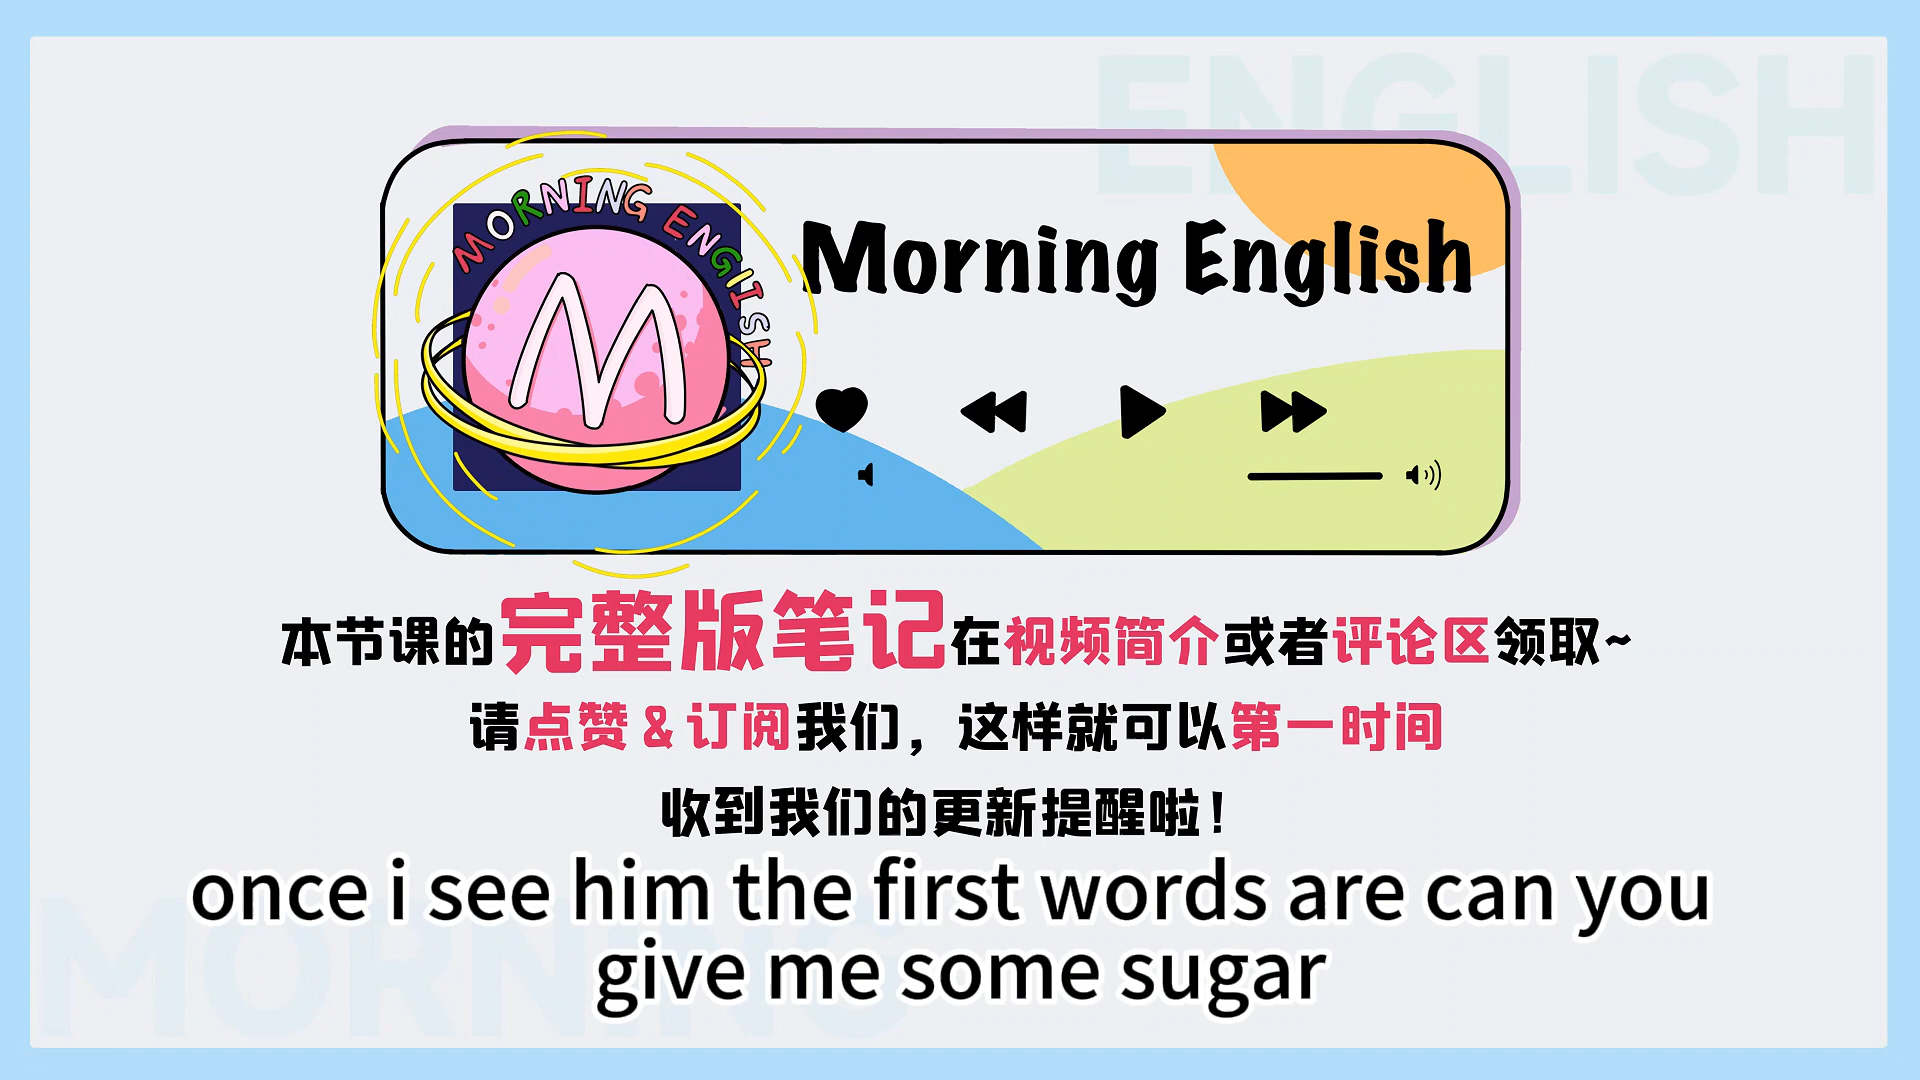 ENGLISH
MORNING ENGLISH
M
Morning English
本节课的完整版笔记在视频简介或者评论区领取~
请点赞&订阅我们，这样就可以第一时间
收到我们的更新提醒啦！
once i see him the first words are can you
give me some sugar
MORNING